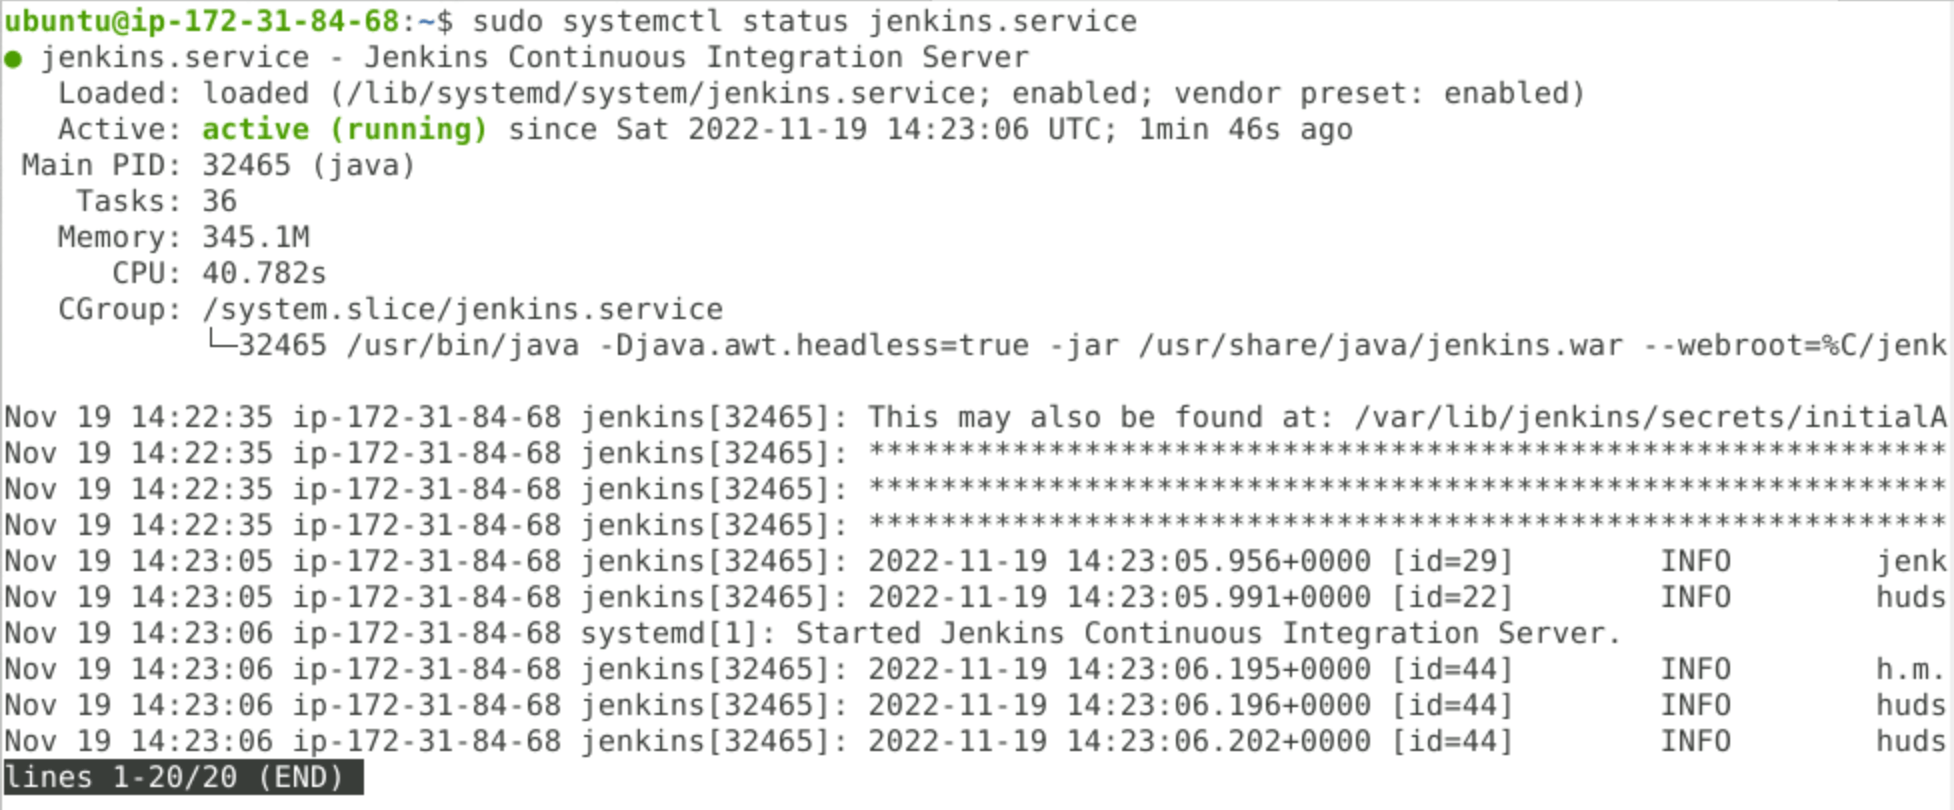 ubuntu@ip-172-31-84-68:~$ sudo systemctl status jenkins.service
● jenkins.service - Jenkins Continuous Integration Server
   Loaded: loaded (/lib/systemd/system/jenkins.service; enabled; vendor preset: enabled)
   Active: active (running) since Sat 2022-11-19 14:23:06 UTC; 1min 46s ago
 Main PID: 32465 (java)
    Tasks: 36
   Memory: 345.1M
      CPU: 40.782s
   CGroup: /system.slice/jenkins.service
           └─32465 /usr/bin/java -Djava.awt.headless=true -jar /usr/share/java/jenkins.war --webroot=%C/jenk
Nov 19 14:22:35 ip-172-31-84-68 jenkins[32465]: This may also be found at: /var/lib/jenkins/secrets/initialA
Nov 19 14:22:35 ip-172-31-84-68 jenkins[32465]: ************************************************************
Nov 19 14:22:35 ip-172-31-84-68 jenkins[32465]: ************************************************************
Nov 19 14:22:35 ip-172-31-84-68 jenkins[32465]: ************************************************************
Nov 19 14:23:05 ip-172-31-84-68 jenkins[32465]: 2022-11-19 14:23:05.956+0000 [id=29]        INFO        jenk
Nov 19 14:23:05 ip-172-31-84-68 jenkins[32465]: 2022-11-19 14:23:05.991+0000 [id=22]        INFO        huds
Nov 19 14:23:06 ip-172-31-84-68 systemd[1]: Started Jenkins Continuous Integration Server.
Nov 19 14:23:06 ip-172-31-84-68 jenkins[32465]: 2022-11-19 14:23:06.195+0000 [id=44]        INFO        h.m.
Nov 19 14:23:06 ip-172-31-84-68 jenkins[32465]: 2022-11-19 14:23:06.196+0000 [id=44]        INFO        huds
Nov 19 14:23:06 ip-172-31-84-68 jenkins[32465]: 2022-11-19 14:23:06.202+0000 [id=44]        INFO        huds
lines 1-20/20 (END)